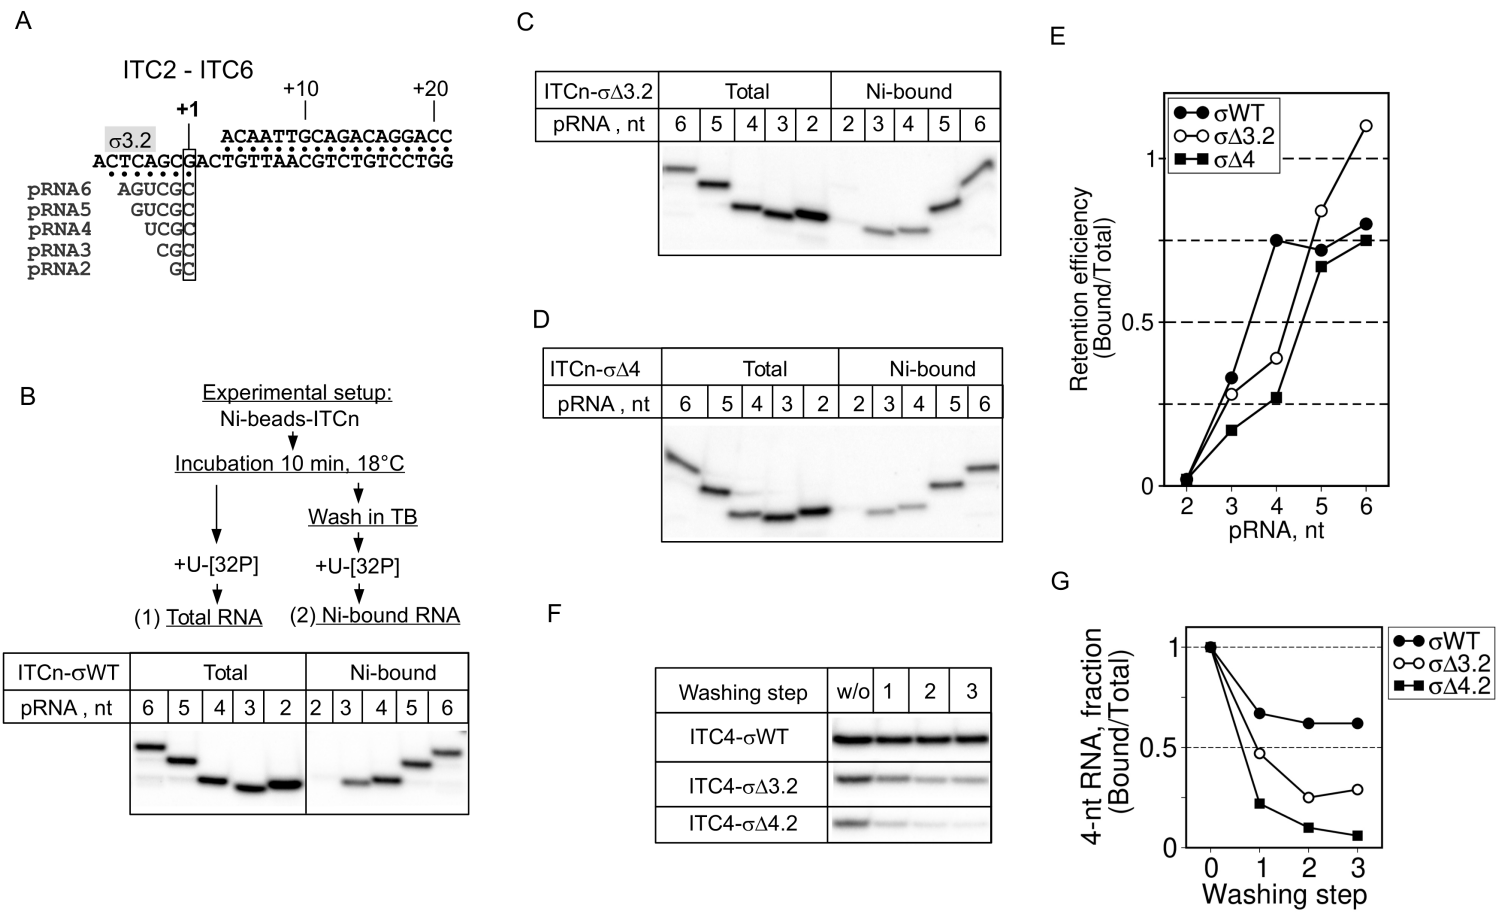 A
ITC2 - ITC6
+1
+10
+20
σ3.2
ACAATTGCAGACAGGACC
ACTCAGCGACTGTTAACGTCTGTCCTGG
pRNA6 AGUCGC
pRNA5 GUCGC
pRNA4 UCGC
pRNA3 CGC
pRNA2 GC
B
Experimental setup:
Ni-beads-ITCn
Incubation 10 min, 18°C
Wash in TB
+U-[32P] +U-[32P]
(1) Total RNA (2) Ni-bound RNA
ITCn-σWT Total Ni-bound
pRNA , nt 6 5 4 3 2 2 3 4 5 6
C
ITCn-σΔ3.2 Total Ni-bound
pRNA , nt 6 5 4 3 2 2 3 4 5 6
D
ITCn-σΔ4 Total Ni-bound
pRNA , nt 6 5 4 3 2 2 3 4 5 6
F
Washing step w/o 1 2 3
ITC4-σWT
ITC4-σΔ3.2
ITC4-σΔ4.2
E
σWT
σΔ3.2
σΔ4
Retention efficiency
(Bound/Total)
1
0.5
0
2 3 4 5 6
pRNA, nt
G
σWT
σΔ3.2
σΔ4.2
4-nt RNA, fraction
(Bound/Total)
1
0.5
0
0 1 2 3
Washing step